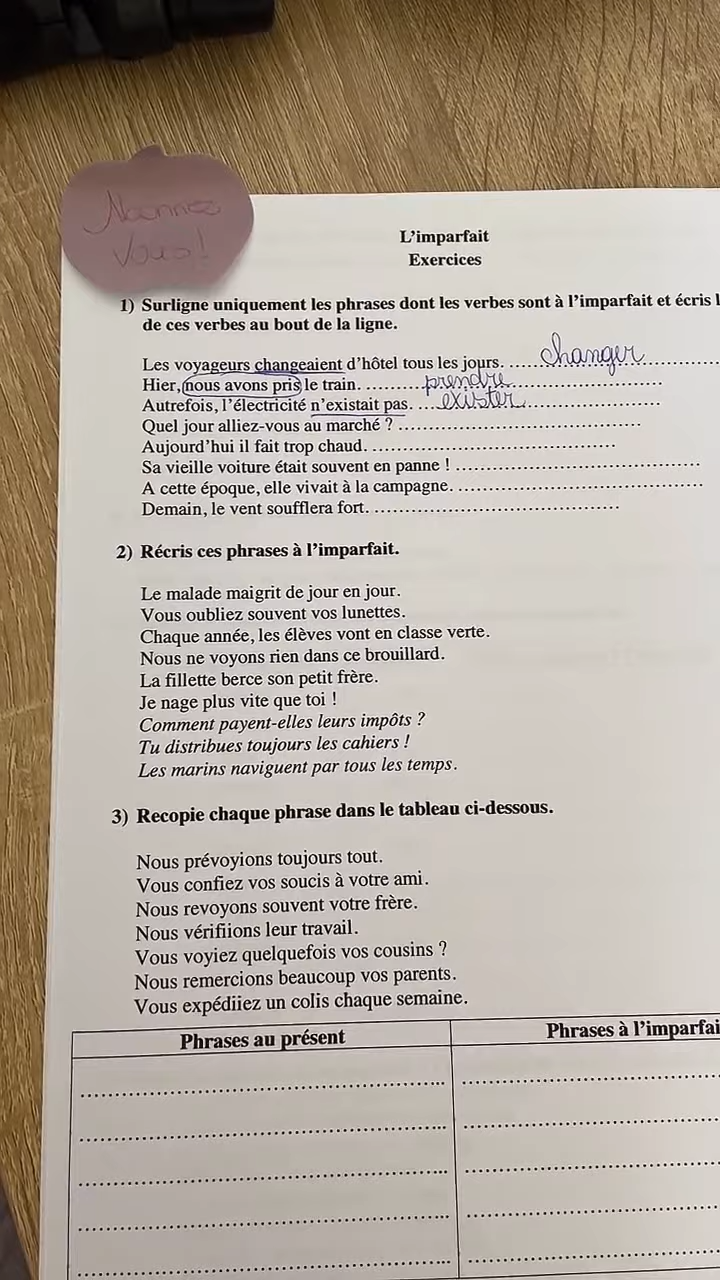 Abonnez
Vous!
L'imparfait
Exercices
1) Surligne uniquement les phrases dont les verbes sont à l'imparfait et écris
de ces verbes au bout de la ligne.
Les voyageurs changeaient d'hôtel tous les jours. changer
Hier, nous avons pris le train. prendre
Autrefois, l'électricité n'existait pas. exister
Quel jour alliez-vous au marché ?
Aujourd'hui il fait trop chaud.
Sa vieille voiture était souvent en panne !
A cette époque, elle vivait à la campagne.
Demain, le vent soufflera fort.
2) Récris ces phrases à l'imparfait.
Le malade maigrit de jour en jour.
Vous oubliez souvent vos lunettes.
Chaque année, les élèves vont en classe verte.
Nous ne voyons rien dans ce brouillard.
La fillette berce son petit frère.
Je nage plus vite que toi !
Comment payent-elles leurs impôts ?
Tu distribues toujours les cahiers !
Les marins naviguent par tous les temps.
3) Recopie chaque phrase dans le tableau ci-dessous.
Nous prévoyions toujours tout.
Vous confiez vos soucis à votre ami.
Nous revoyons souvent votre frère.
Nous vérifiions leur travail.
Vous voyiez quelquefois vos cousins ?
Nous remercions beaucoup vos parents.
Vous expédiiez un colis chaque semaine.
Phrases au présent
Phrases à l'imparfai